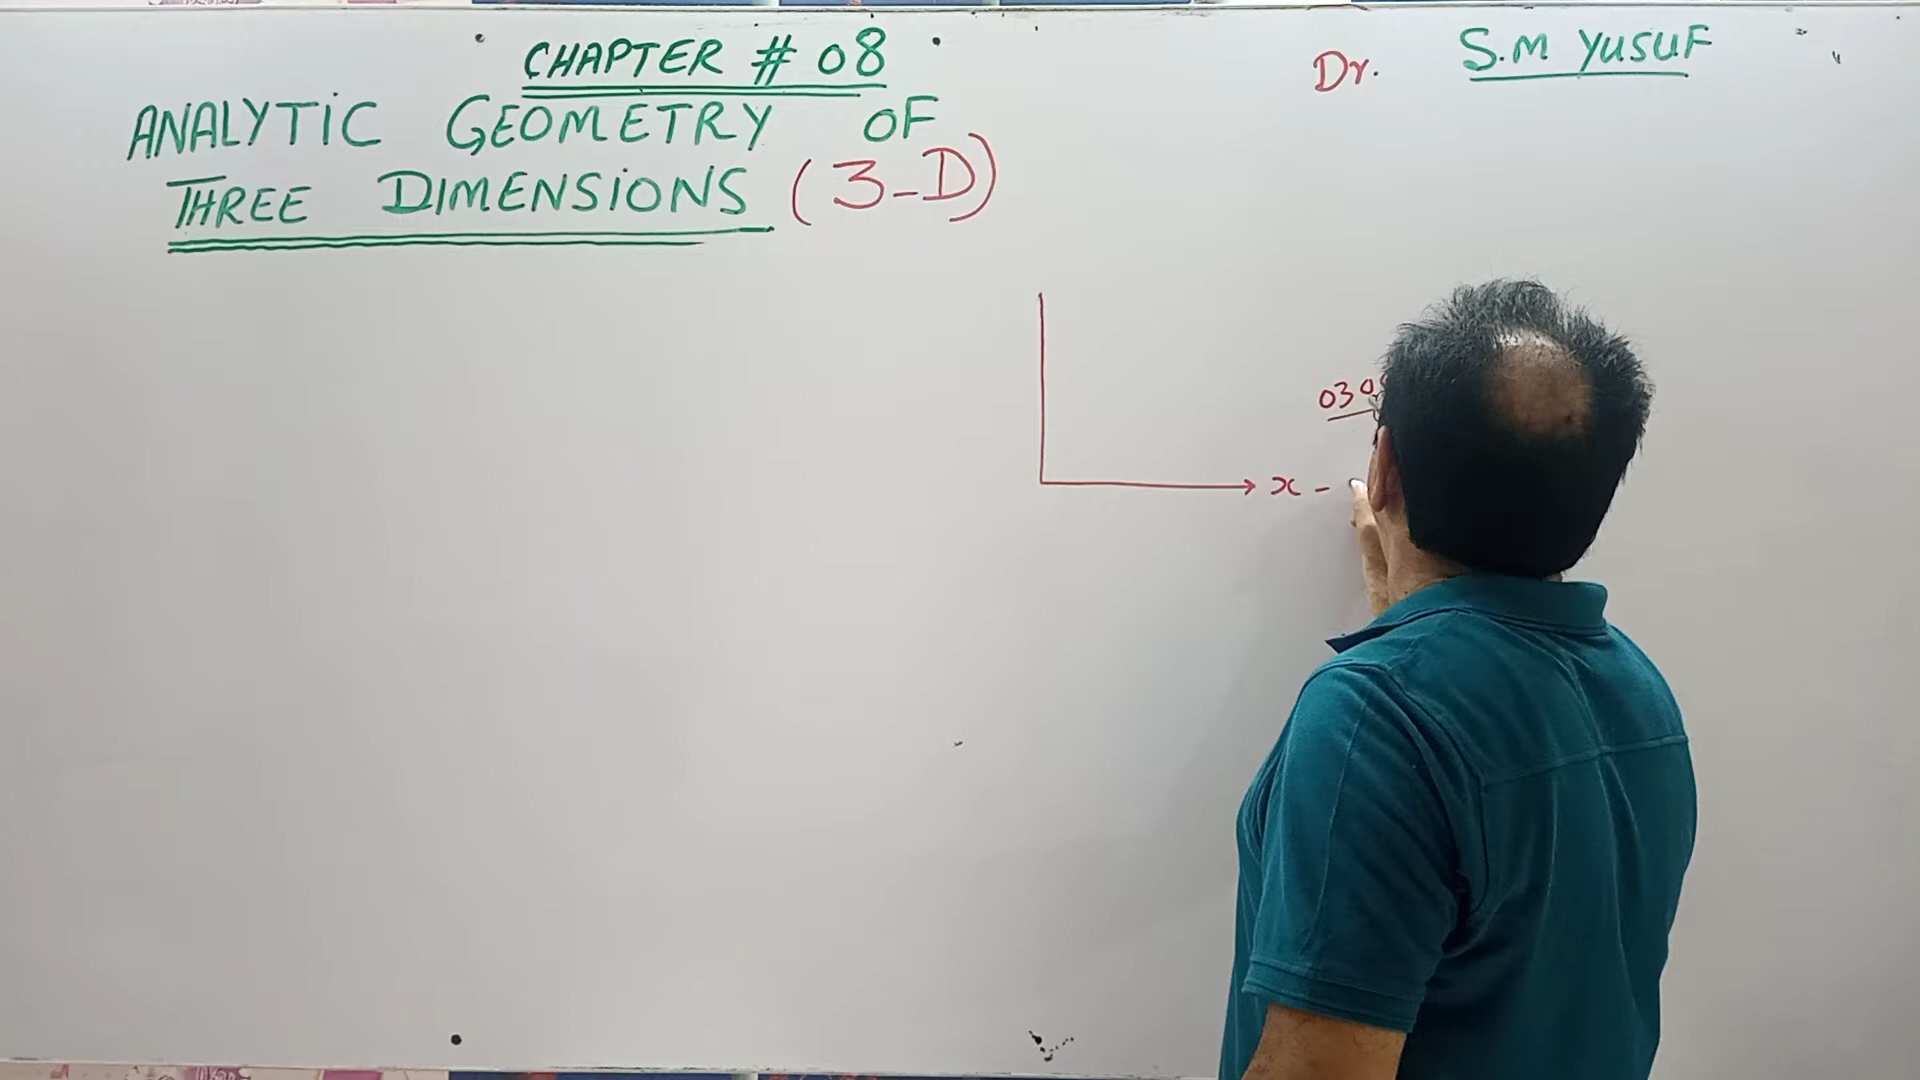 CHAPTER # 08
Dr. S.M YUSUF
ANALYTIC GEOMETRY OF
THREE DIMENSIONS (3-D)
x -